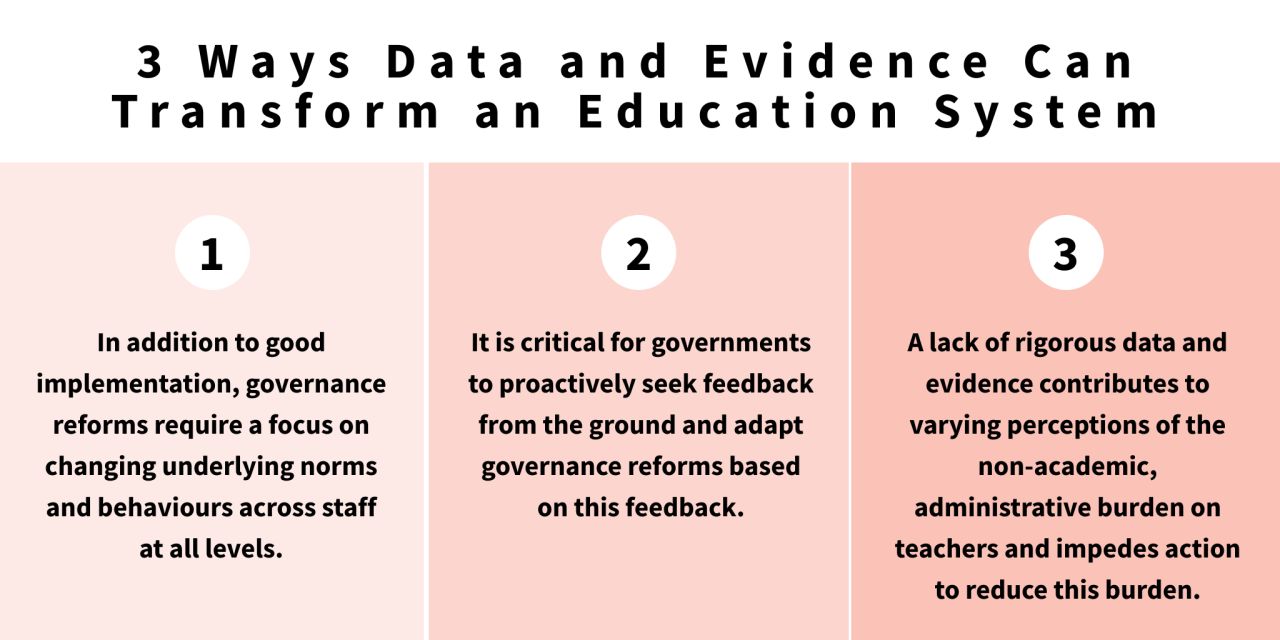 3 Ways Data and Evidence Can
Transform an Education System
1
In addition to good
implementation, governance
reforms require a focus on
changing underlying norms
and behaviours across staff
at all levels.
2
It is critical for governments
to proactively seek feedback
from the ground and adapt
governance reforms based
on this feedback.
3
A lack of rigorous data and
evidence contributes to
varying perceptions of the
non-academic,
administrative burden on
teachers and impedes action
to reduce this burden.